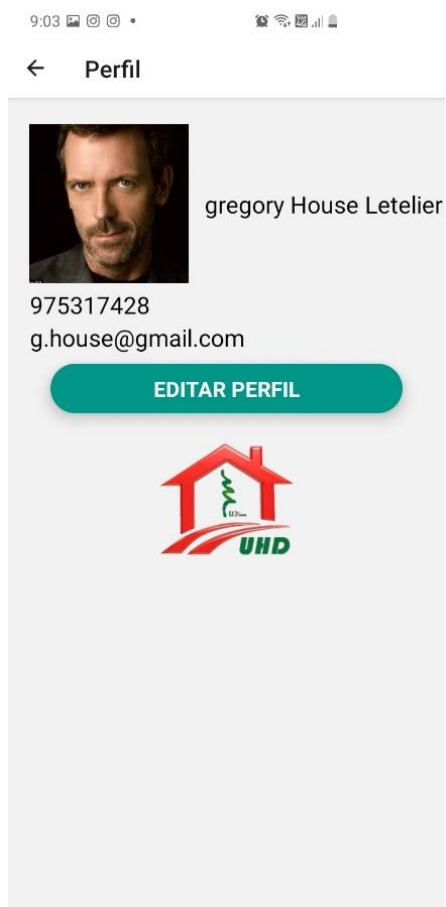 9:03
Perfil
gregory House Letelier
975317428
g.house@gmail.com
EDITAR PERFIL
UHD